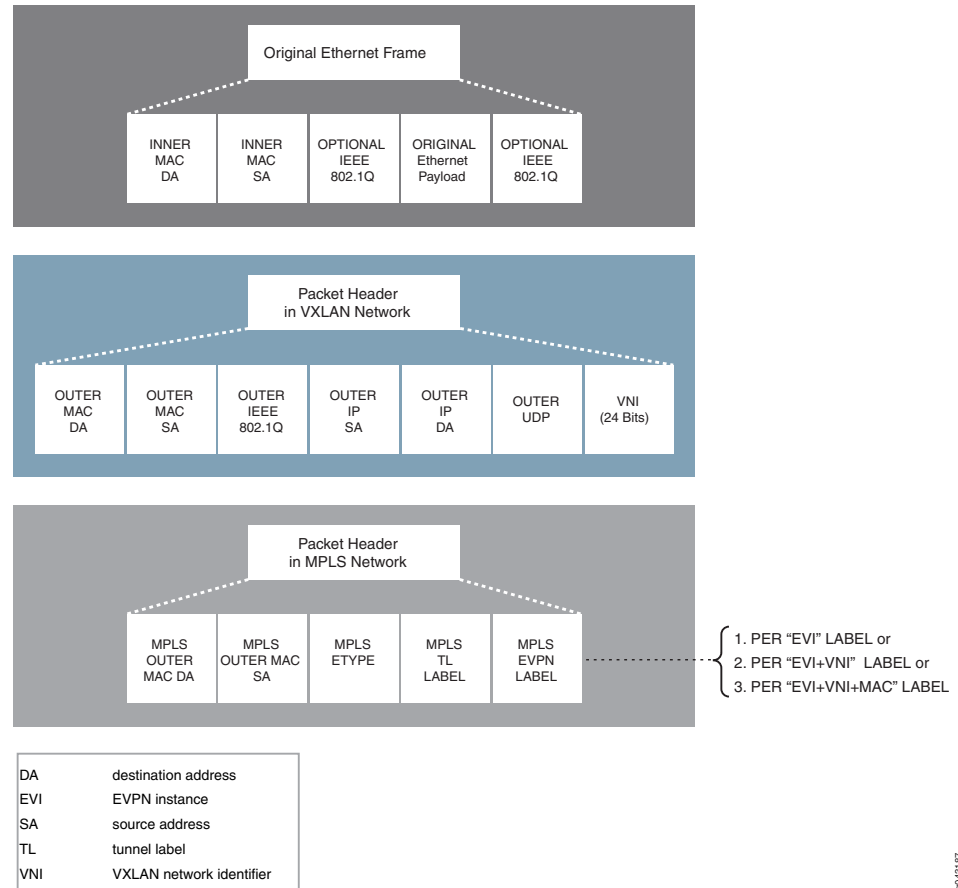 Original Ethernet Frame
INNER
MAC
DA
INNER
MAC
SA
OPTIONAL
IEEE
802.1Q
ORIGINAL
Ethernet
Payload
OPTIONAL
IEEE
802.1Q
Packet Header
in VXLAN Network
OUTER
MAC
DA
OUTER
MAC
SA
OUTER
IEEE
802.1Q
OUTER
IP
SA
OUTER
IP
DA
OUTER
UDP
VNI
(24 Bits)
Packet Header
in MPLS Network
MPLS
OUTER
MAC DA
MPLS
OUTER MAC
SA
MPLS
ETYPE
MPLS
TL
LABEL
MPLS
EVPN
LABEL
1. PER “EVI” LABEL or
2. PER “EVI+VNI” LABEL or
3. PER “EVI+VNI+MAC” LABEL
DA destination address
EVI EVPN instance
SA source address
TL tunnel label
VNI VXLAN network identifier